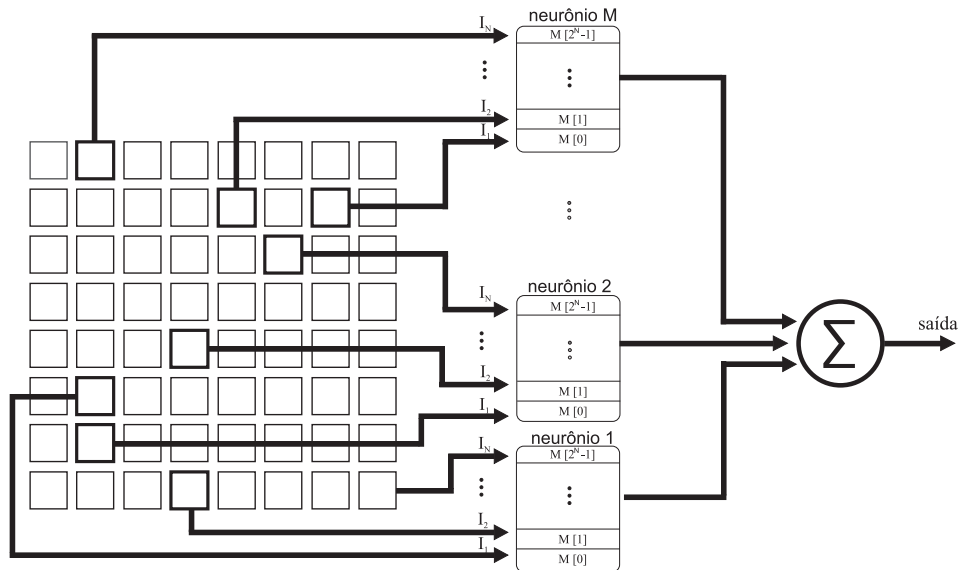 neurônio M
I_N
M [2^N-1]
I_2
M [1]
I_1
M [0]
neurônio 2
I_N
M [2^N-1]
I_2
M [1]
I_1
M [0]
Σ
saída
neurônio 1
I_N
M [2^N-1]
I_2
M [1]
I_1
M [0]